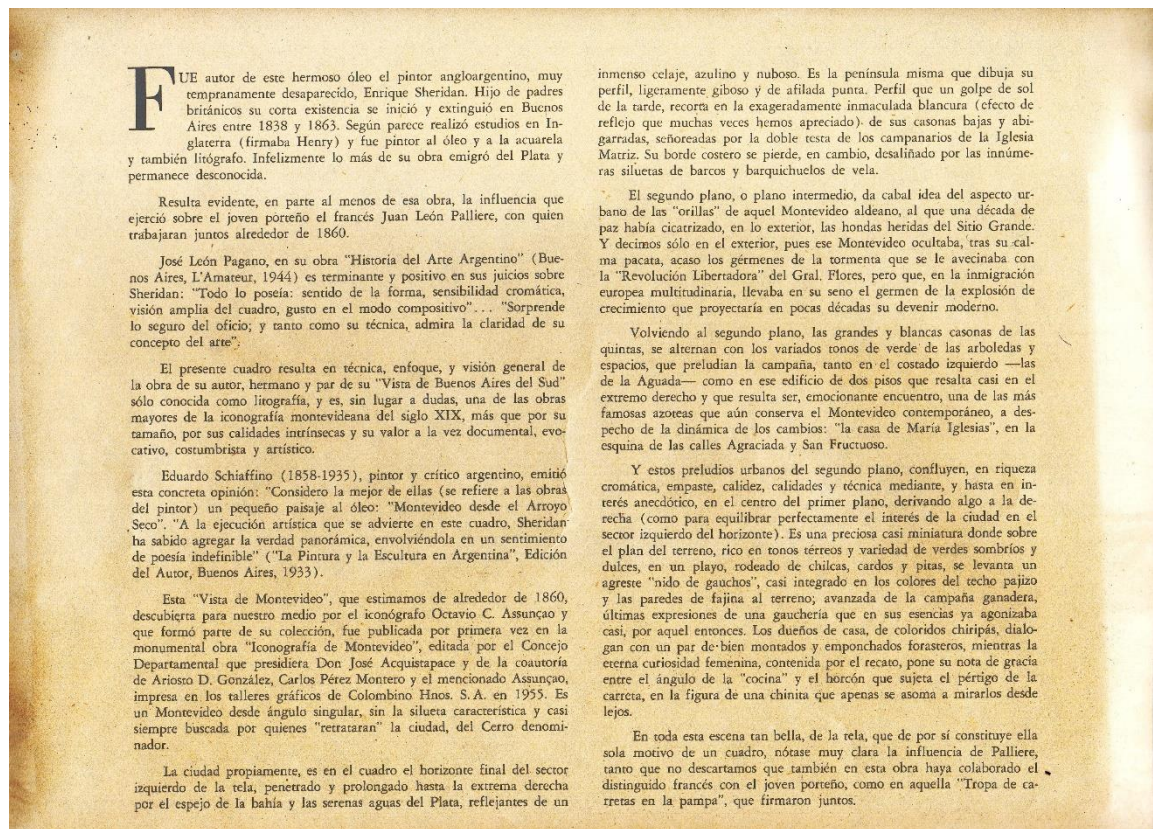 FUE autor de este hermoso óleo el pintor angloargentino, muy
tempranamente desaparecido, Enrique Sheridan. Hijo de padres
británicos su corta existencia se inició y extinguió en Buenos
Aires entre 1838 y 1863. Según parece realizó estudios en In-
glaterra (firmaba Henry) y fue pintor al óleo y a la acuarela
y también litógrafo. Infelizmente lo más de su obra emigró del Plata y
permanece desconocida.
Resulta evidente, en parte al menos de esa obra, la influencia que
ejerció sobre el joven porteño el francés Juan León Palliere, con quien
trabajaran juntos alrededor de 1860.
José León Pagano, en su obra "Historia del Arte Argentino" (Bue-
nos Aires, L'Amateur, 1944) es terminante y positivo en sus juicios sobre
Sheridan: "Todo lo poseía: sentido de la forma, sensibilidad cromática,
visión amplia del cuadro, gusto en el modo compositivo"... "Sorprende
lo seguro del oficio; y tanto como su técnica, admira la claridad de su
concepto del arte".
El presente cuadro resulta en técnica, enfoque, y visión general de
la obra de su autor, hermano y par de su "Vista de Buenos Aires del Sud"
sólo conocida como litografía, y es, sin lugar a dudas, una de las obras
mayores de la iconografía montevideana del siglo XIX, más que por su
tamaño, por sus calidades intrínsecas y su valor a la vez documental, evo-
cativo, costumbrista y artístico.
Eduardo Schiaffino (1858-1935), pintor y crítico argentino, emitió
esta concreta opinión: "Considero la mejor de ellas (se refiere a las obras
del pintor) un pequeño paisaje al óleo: "Montevideo desde el Arroyo
Seco". "A la ejecución artística que se advierte en este cuadro, Sheridan
ha sabido agregar la verdad panorámica, envolviéndola en un sentimiento
de poesía indefinible" ("La Pintura y la Escultura en Argentina", Edición
del Autor, Buenos Aires, 1933).
Esta "Vista de Montevideo", que estimamos de alrededor de 1860,
descubierta para nuestro medio por el iconógrafo Octavio C. Assunçao y
que formó parte de su colección, fue publicada por primera vez en la
monumental obra "Iconografía de Montevideo", editada por el Concejo
Departamental que presidiera Don José Acquistapace y de la coautoría
de Ariosto D. González, Carlos Pérez Montero y el mencionado Assunçao,
impresa en los talleres gráficos de Colombino Hnos. S. A. en 1955. Es
un Montevideo desde ángulo singular, sin la silueta característica y casi
siempre buscada por quienes "retrataran" la ciudad, del Cerro denomi-
nador.
La ciudad propiamente, es en el cuadro el horizonte final del sector
izquierdo de la tela, penetrado y prolongado hasta la extrema derecha
por el espejo de la bahía y las serenas aguas del Plata, reflejantes de un
inmenso celaje, azulino y nuboso. Es la península misma que dibuja su
perfil, ligeramente giboso y de afilada punta. Perfil que un golpe de sol
de la tarde, recorta en la exageradamente inmaculada blancura (efecto de
reflejo que muchas veces hemos apreciado) de sus casonas bajas y abi-
garradas, señoreadas por la doble testa de los campanarios de la Iglesia
Matriz. Su borde costero se pierde, en cambio, desaliñado por las innúme-
ras siluetas de barcos y barquichuelos de vela.
El segundo plano, o plano intermedio, da cabal idea del aspecto ur-
bano de las "orillas" de aquel Montevideo aldeano, al que una década de
paz había cicatrizado, en lo exterior, las hondas heridas del Sitio Grande.
Y decimos sólo en el exterior, pues ese Montevideo ocultaba, tras su cal-
ma pacata, acaso los gérmenes de la tormenta que se le avecinaba con
la "Revolución Libertadora" del Gral. Flores, pero que, en la inmigración
europea multitudinaria, llevaba en su seno el germen de la explosión de
crecimiento que proyectaría en pocas décadas su devenir moderno.
Volviendo al segundo plano, las grandes y blancas casonas de las
quintas, se alternan con los variados tonos de verde de las arboledas y
espacios, que preludian la campaña, tanto en el costado izquierdo —las
de la Aguada— como en ese edificio de dos pisos que resalta casi en el
extremo derecho y que resulta ser, emocionante encuentro, una de las más
famosas azoteas que aún conserva el Montevideo contemporáneo, a des-
pecho de la dinámica de los cambios: "la casa de María Iglesias", en la
esquina de las calles Agraciada y San Fructuoso.
Y estos preludios urbanos del segundo plano, confluyen, en riqueza
cromática, empaste, calidez, calidades y técnica mediante, y hasta en in-
terés anecdótico, en el centro del primer plano, derivando algo a la de-
recha (como para equilibrar perfectamente el interés de la ciudad en el
sector izquierdo del horizonte). Es una preciosa casi miniatura donde sobre
el plan del terreno, rico en tonos térreos y variedad de verdes sombríos y
dulces, en un playo, rodeado de chilcas, cardos y pitas, se levanta un
agreste "nido de gauchos", casi integrado en los colores del techo pajizo
y las paredes de fajina al terreno; avanzada de la campaña ganadera,
últimas expresiones de una gauchería que en sus esencias ya agonizaba
casi, por aquel entonces. Los dueños de casa, de coloridos chiripás, dialo-
gan con un par de bien montados y emponchados forasteros, mientras la
eterna curiosidad femenina, contenida por el recato, pone su nota de gracia
entre el ángulo de la "cocina" y el horcón que sujeta el pértigo de la
carreta, en la figura de una chinita que apenas se asoma a mirarlos desde
lejos.
En toda esta escena tan bella, de la tela, que de por sí constituye ella
sola motivo de un cuadro, nótase muy clara la influencia de Palliere,
tanto que no descartamos que también en esta obra haya colaborado el
distinguido francés con el joven porteño, como en aquella "Tropa de ca-
rretas en la pampa", que firmaron juntos.